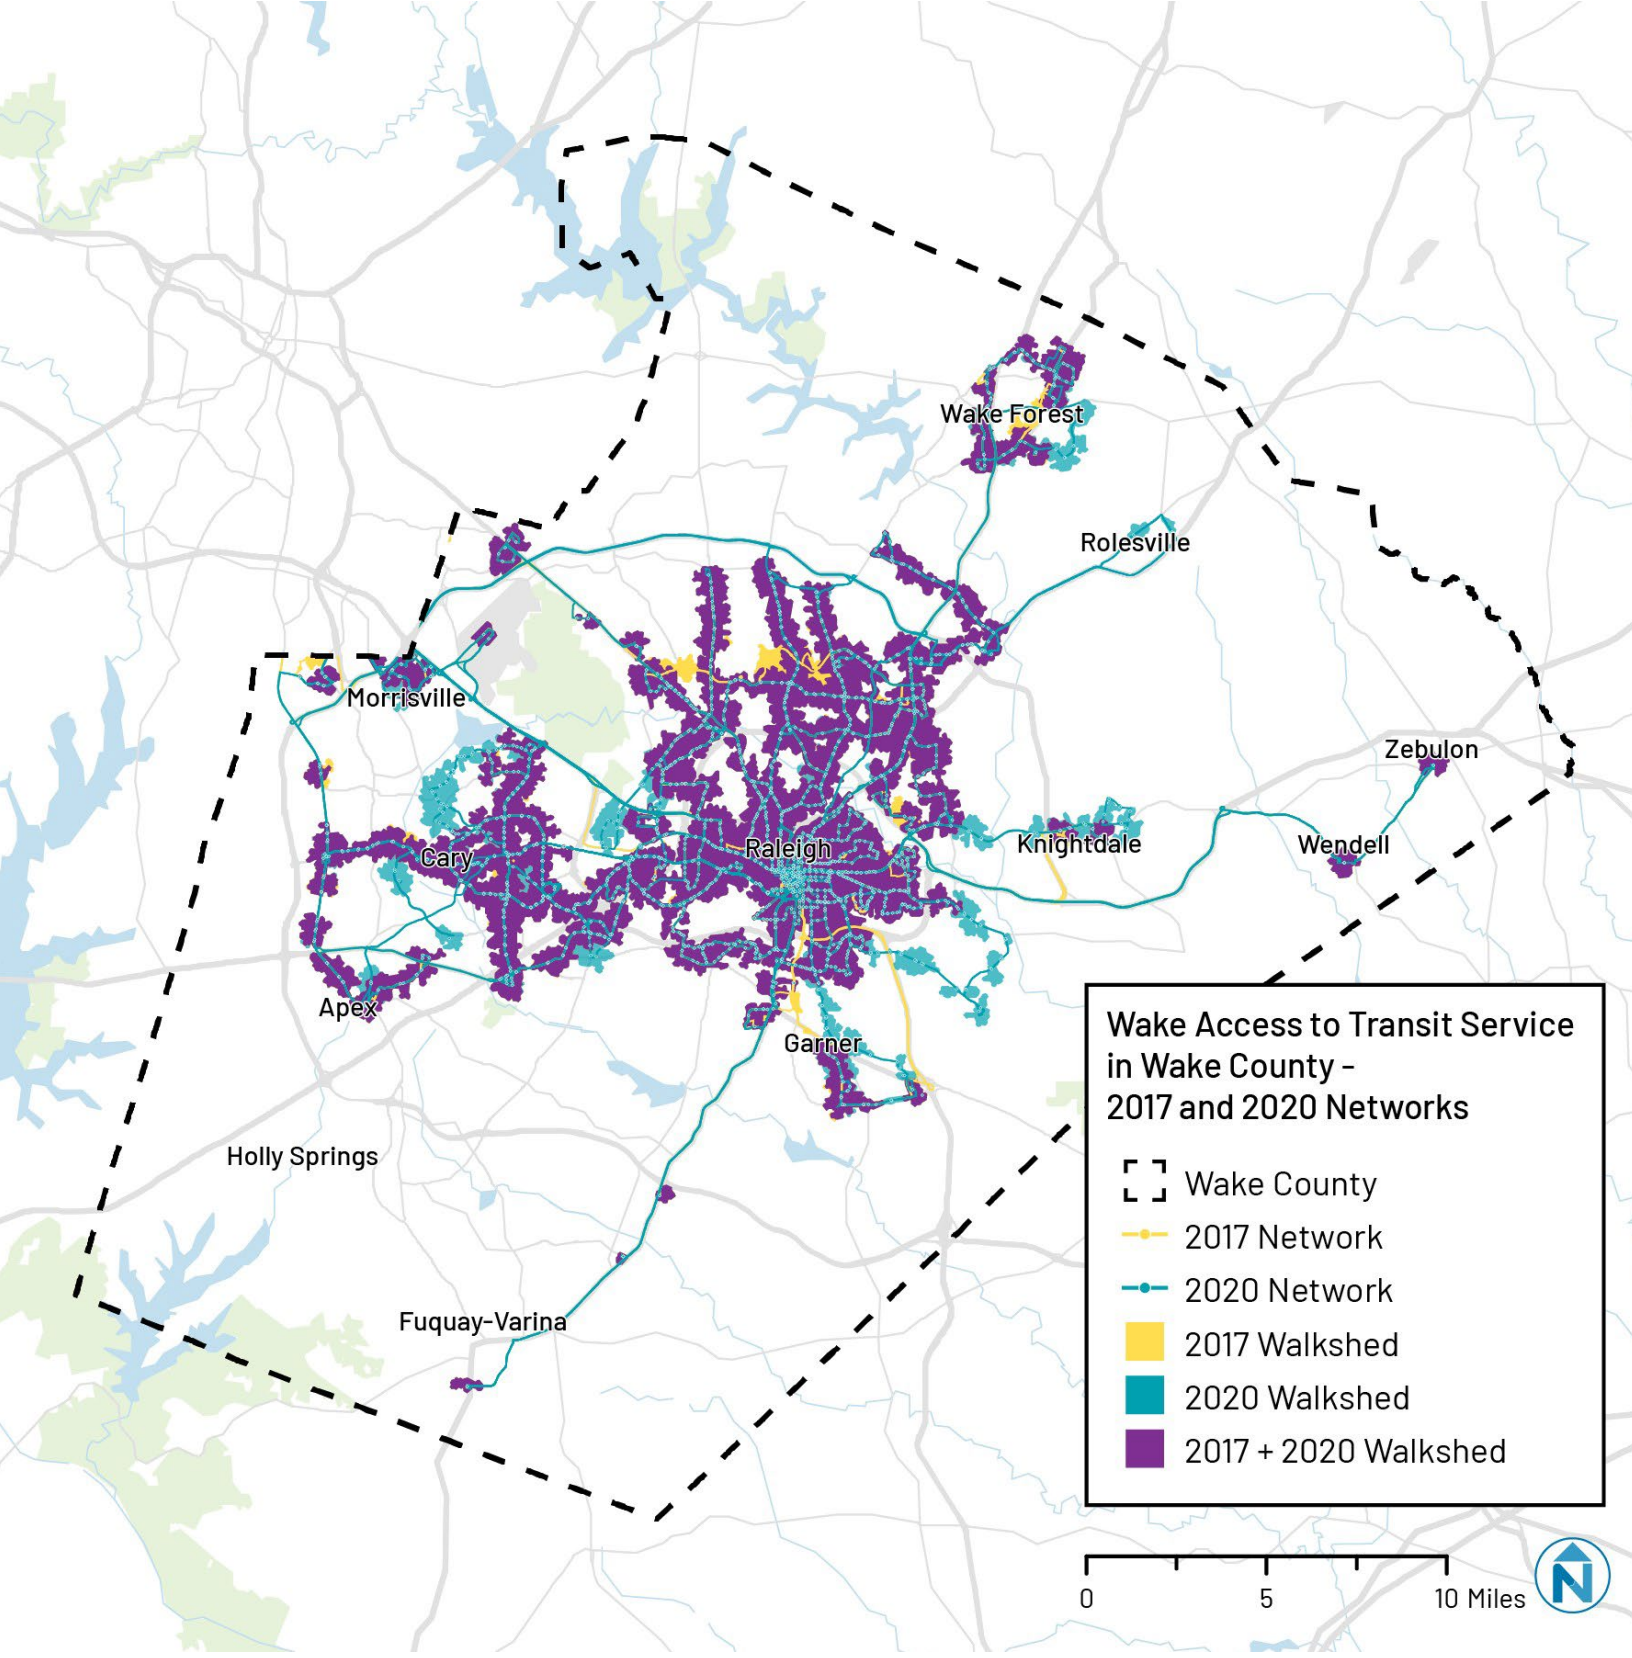 Wake Forest
Rolesville
Morrisville
Zebulon
Knightdale
Wendell
Raleigh
Cary
Apex
Garner
Holly Springs
Fuquay-Varina
Wake Access to Transit Service
in Wake County -
2017 and 2020 Networks
Wake County
2017 Network
2020 Network
2017 Walkshed
2020 Walkshed
2017 + 2020 Walkshed
0 5 10 Miles
N